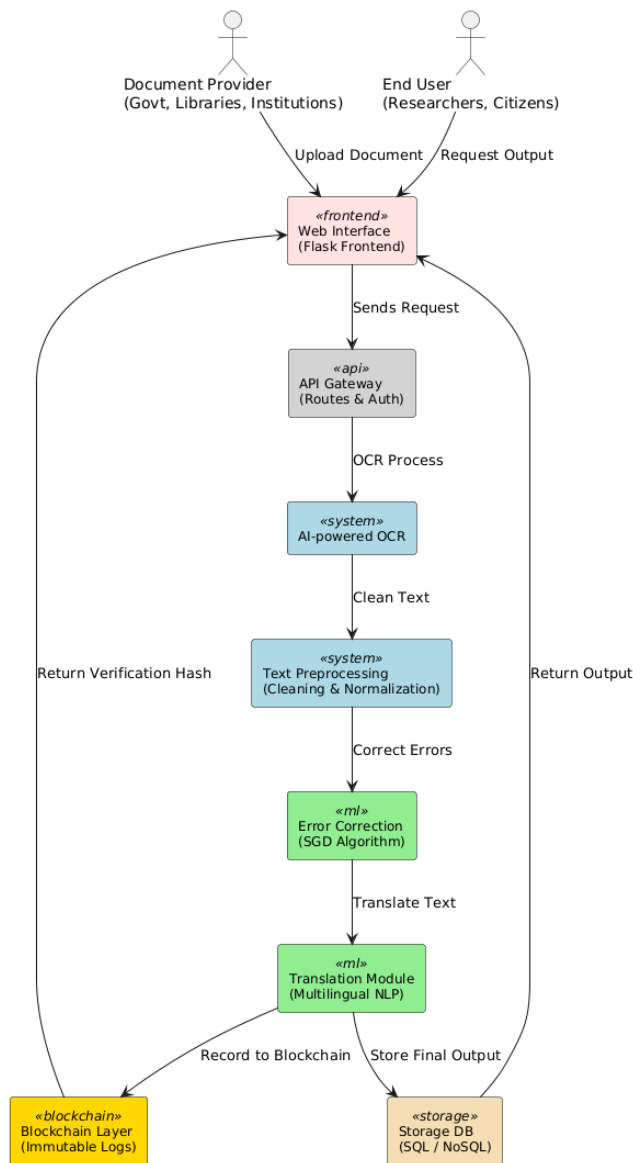 Document Provider
(Govt, Libraries, Institutions)
End User
(Researchers, Citizens)
Upload Document
Request Output
«frontend»
Web Interface
(Flask Frontend)
Sends Request
«api»
API Gateway
(Routes & Auth)
OCR Process
«system»
AI-powered OCR
Clean Text
«system»
Text Preprocessing
(Cleaning & Normalization)
Return Verification Hash
Return Output
Correct Errors
«ml»
Error Correction
(SGD Algorithm)
Translate Text
«ml»
Translation Module
(Multilingual NLP)
Record to Blockchain
Store Final Output
«blockchain»
Blockchain Layer
(Immutable Logs)
«storage»
Storage DB
(SQL / NoSQL)